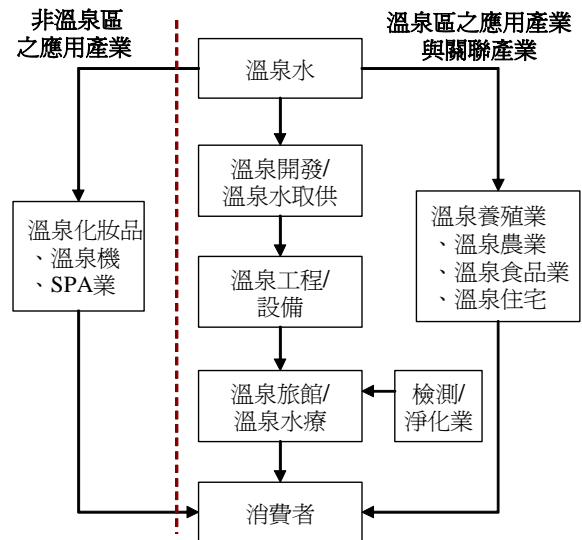 非溫泉區
之應用產業
溫泉區之應用產業
與關聯產業
溫泉水
溫泉開發/
溫泉水取供
溫泉化妝品
、溫泉機
、SPA業
溫泉養殖業
、溫泉農業
、溫泉食品業
、溫泉住宅
溫泉工程/
設備
溫泉旅館/
溫泉水療
檢測/
淨化業
消費者